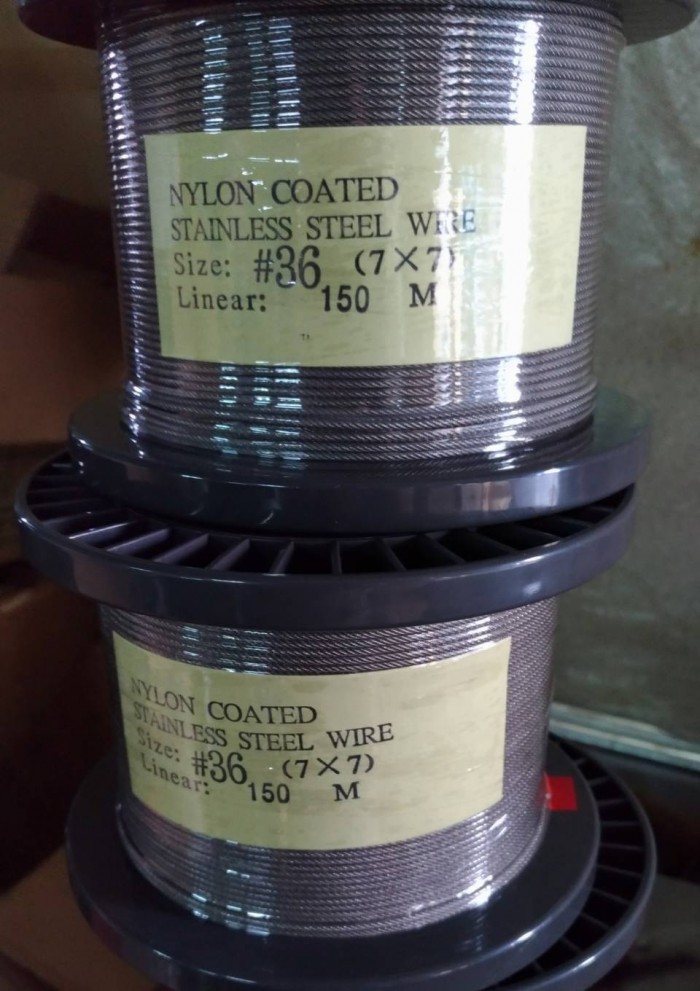 NYLON COATED
STAINLESS STEEL WIRE
Size: #36 (7×7)
Linear: 150 M
NYLON COATED
STAINLESS STEEL WIRE
Size: #36 (7×7)
Linear: 150 M